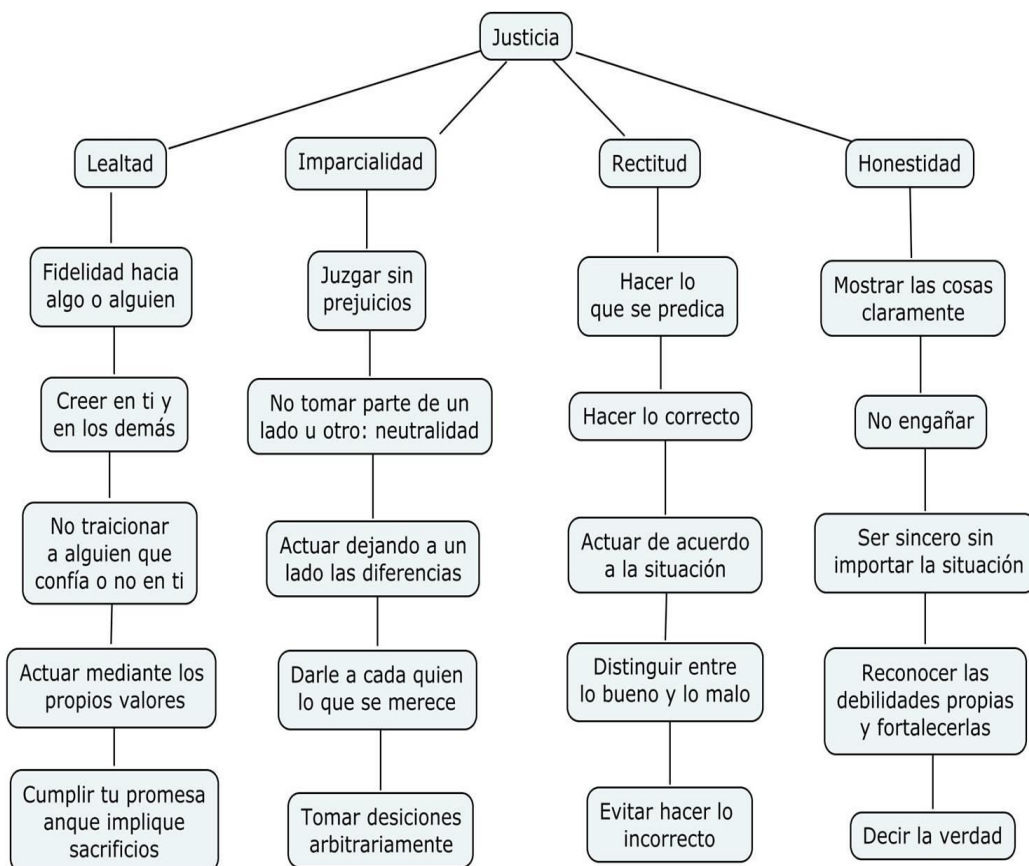 Justicia
Lealtad
Fidelidad hacia
algo o alguien
Creer en ti y
en los demás
No traicionar
a alguien que
confía o no en ti
Actuar mediante los
propios valores
Cumplir tu promesa
anque implique
sacrificios
Imparcialidad
Juzgar sin
prejuicios
No tomar parte de un
lado u otro: neutralidad
Actuar dejando a un
lado las diferencias
Darle a cada quien
lo que se merece
Tomar desiciones
arbitrariamente
Rectitud
Hacer lo
que se predica
Hacer lo correcto
Actuar de acuerdo
a la situación
Distinguir entre
lo bueno y lo malo
Evitar hacer lo
incorrecto
Honestidad
Mostrar las cosas
claramente
No engañar
Ser sincero sin
importar la situación
Reconocer las
debilidades propias
y fortalecerlas
Decir la verdad